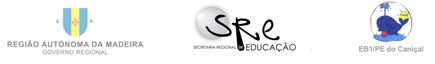 REGIÃO AUTÓNOMA DA MADEIRA
GOVERNO REGIONAL
sre
SECRETARIA REGIONAL DE EDUCAÇÃO
EB1/PE do Caniçal